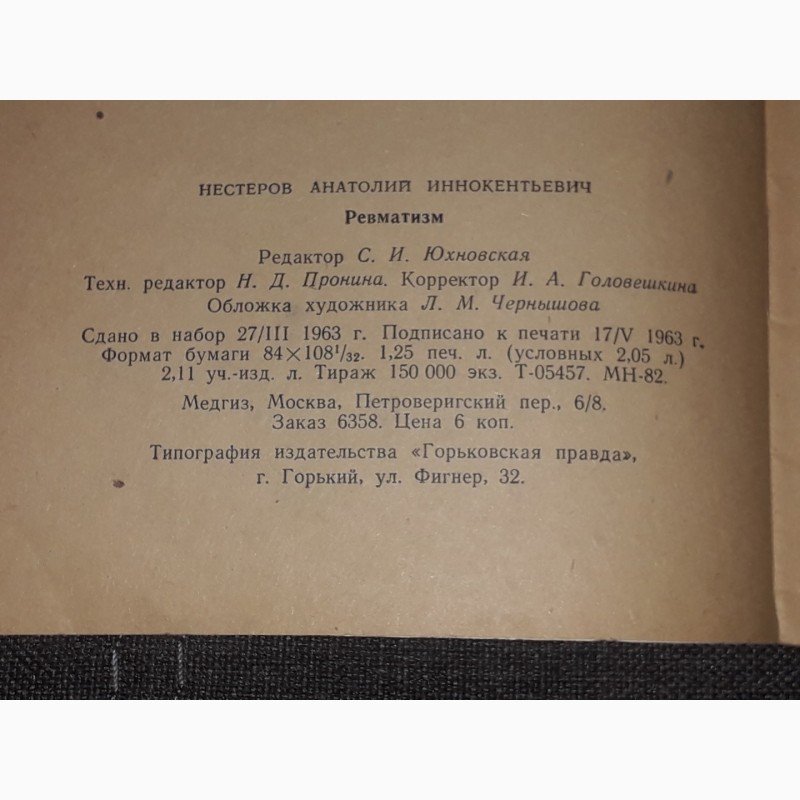 НЕСТЕРОВ АНАТОЛИЙ ИННОКЕНТЬЕВИЧ
Ревматизм
Редактор С. И. Юхновская
Техн. редактор Н. Д. Пронина. Корректор И. А. Головешкина
Обложка художника Л. М. Чернышова
Сдано в набор 27/III 1963 г. Подписано к печати 17/V 1963 г.
Формат бумаги 84×108¹/₃₂. 1,25 печ. л. (условных 2,05 л.)
2,11 уч.-изд. л. Тираж 150 000 экз. Т-05457. МН-82.
Медгиз, Москва, Петроверигский пер., 6/8.
Заказ 6358. Цена 6 коп.
Типография издательства «Горьковская правда»,
г. Горький, ул. Фигнер, 32.